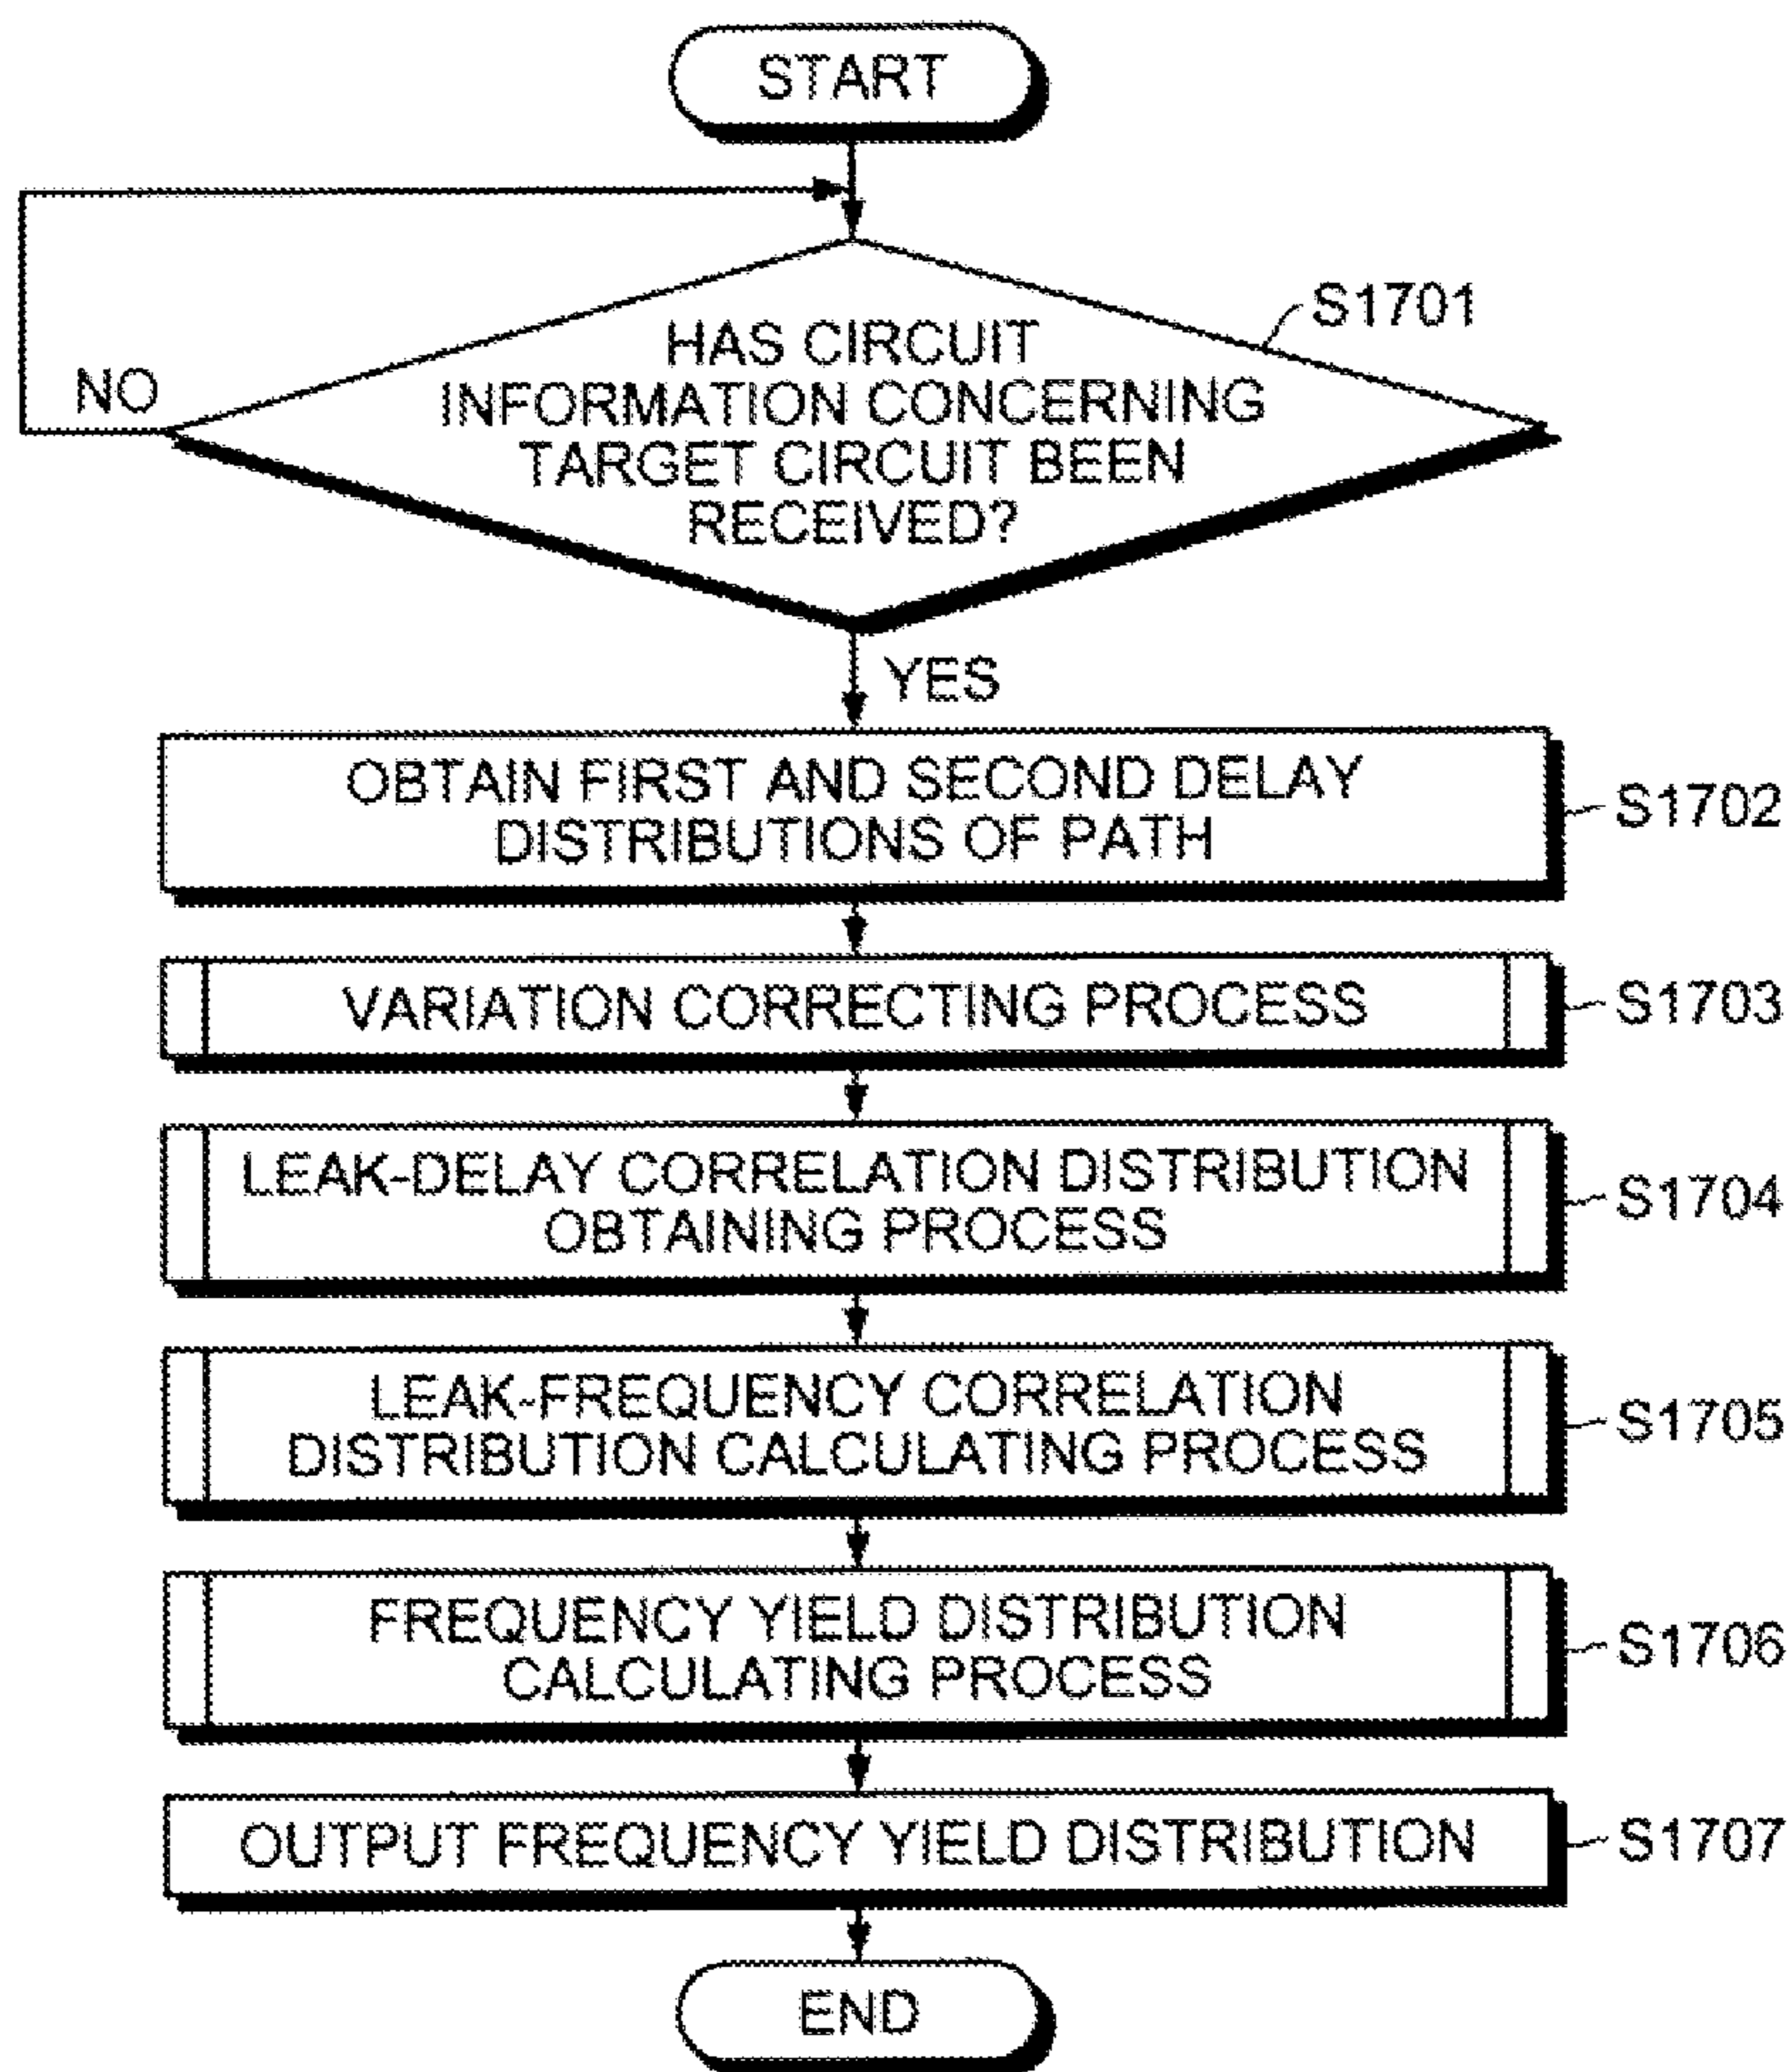 START
S1701
HAS CIRCUIT
INFORMATION CONCERNING
TARGET CIRCUIT BEEN
RECEIVED?
NO
YES
OBTAIN FIRST AND SECOND DELAY
DISTRIBUTIONS OF PATH
S1702
VARIATION CORRECTING PROCESS
S1703
LEAK-DELAY CORRELATION DISTRIBUTION
OBTAINING PROCESS
S1704
LEAK-FREQUENCY CORRELATION
DISTRIBUTION CALCULATING PROCESS
S1705
FREQUENCY YIELD DISTRIBUTION
CALCULATING PROCESS
S1706
OUTPUT FREQUENCY YIELD DISTRIBUTION
S1707
END